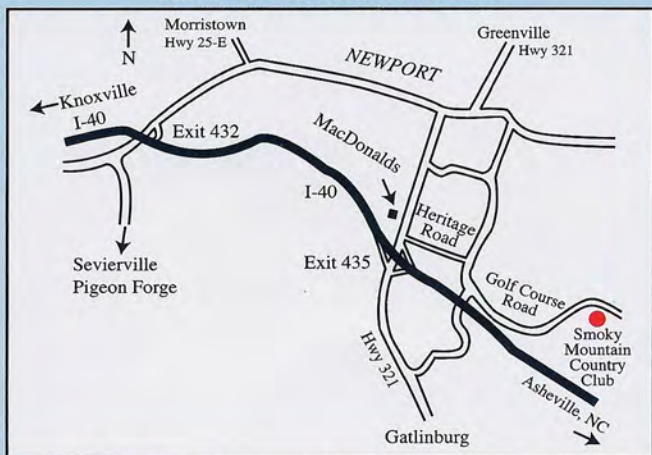 Morristown
Hwy 25-E
Greenville
Hwy 321
N
NEWPORT
Knoxville
I-40
Exit 432
MacDonalds
I-40
Heritage
Road
Exit 435
Golf Course
Road
Sevierville
Pigeon Forge
Smoky
Mountain
Country
Club
Hwy 321
Asheville, NC
Gatlinburg